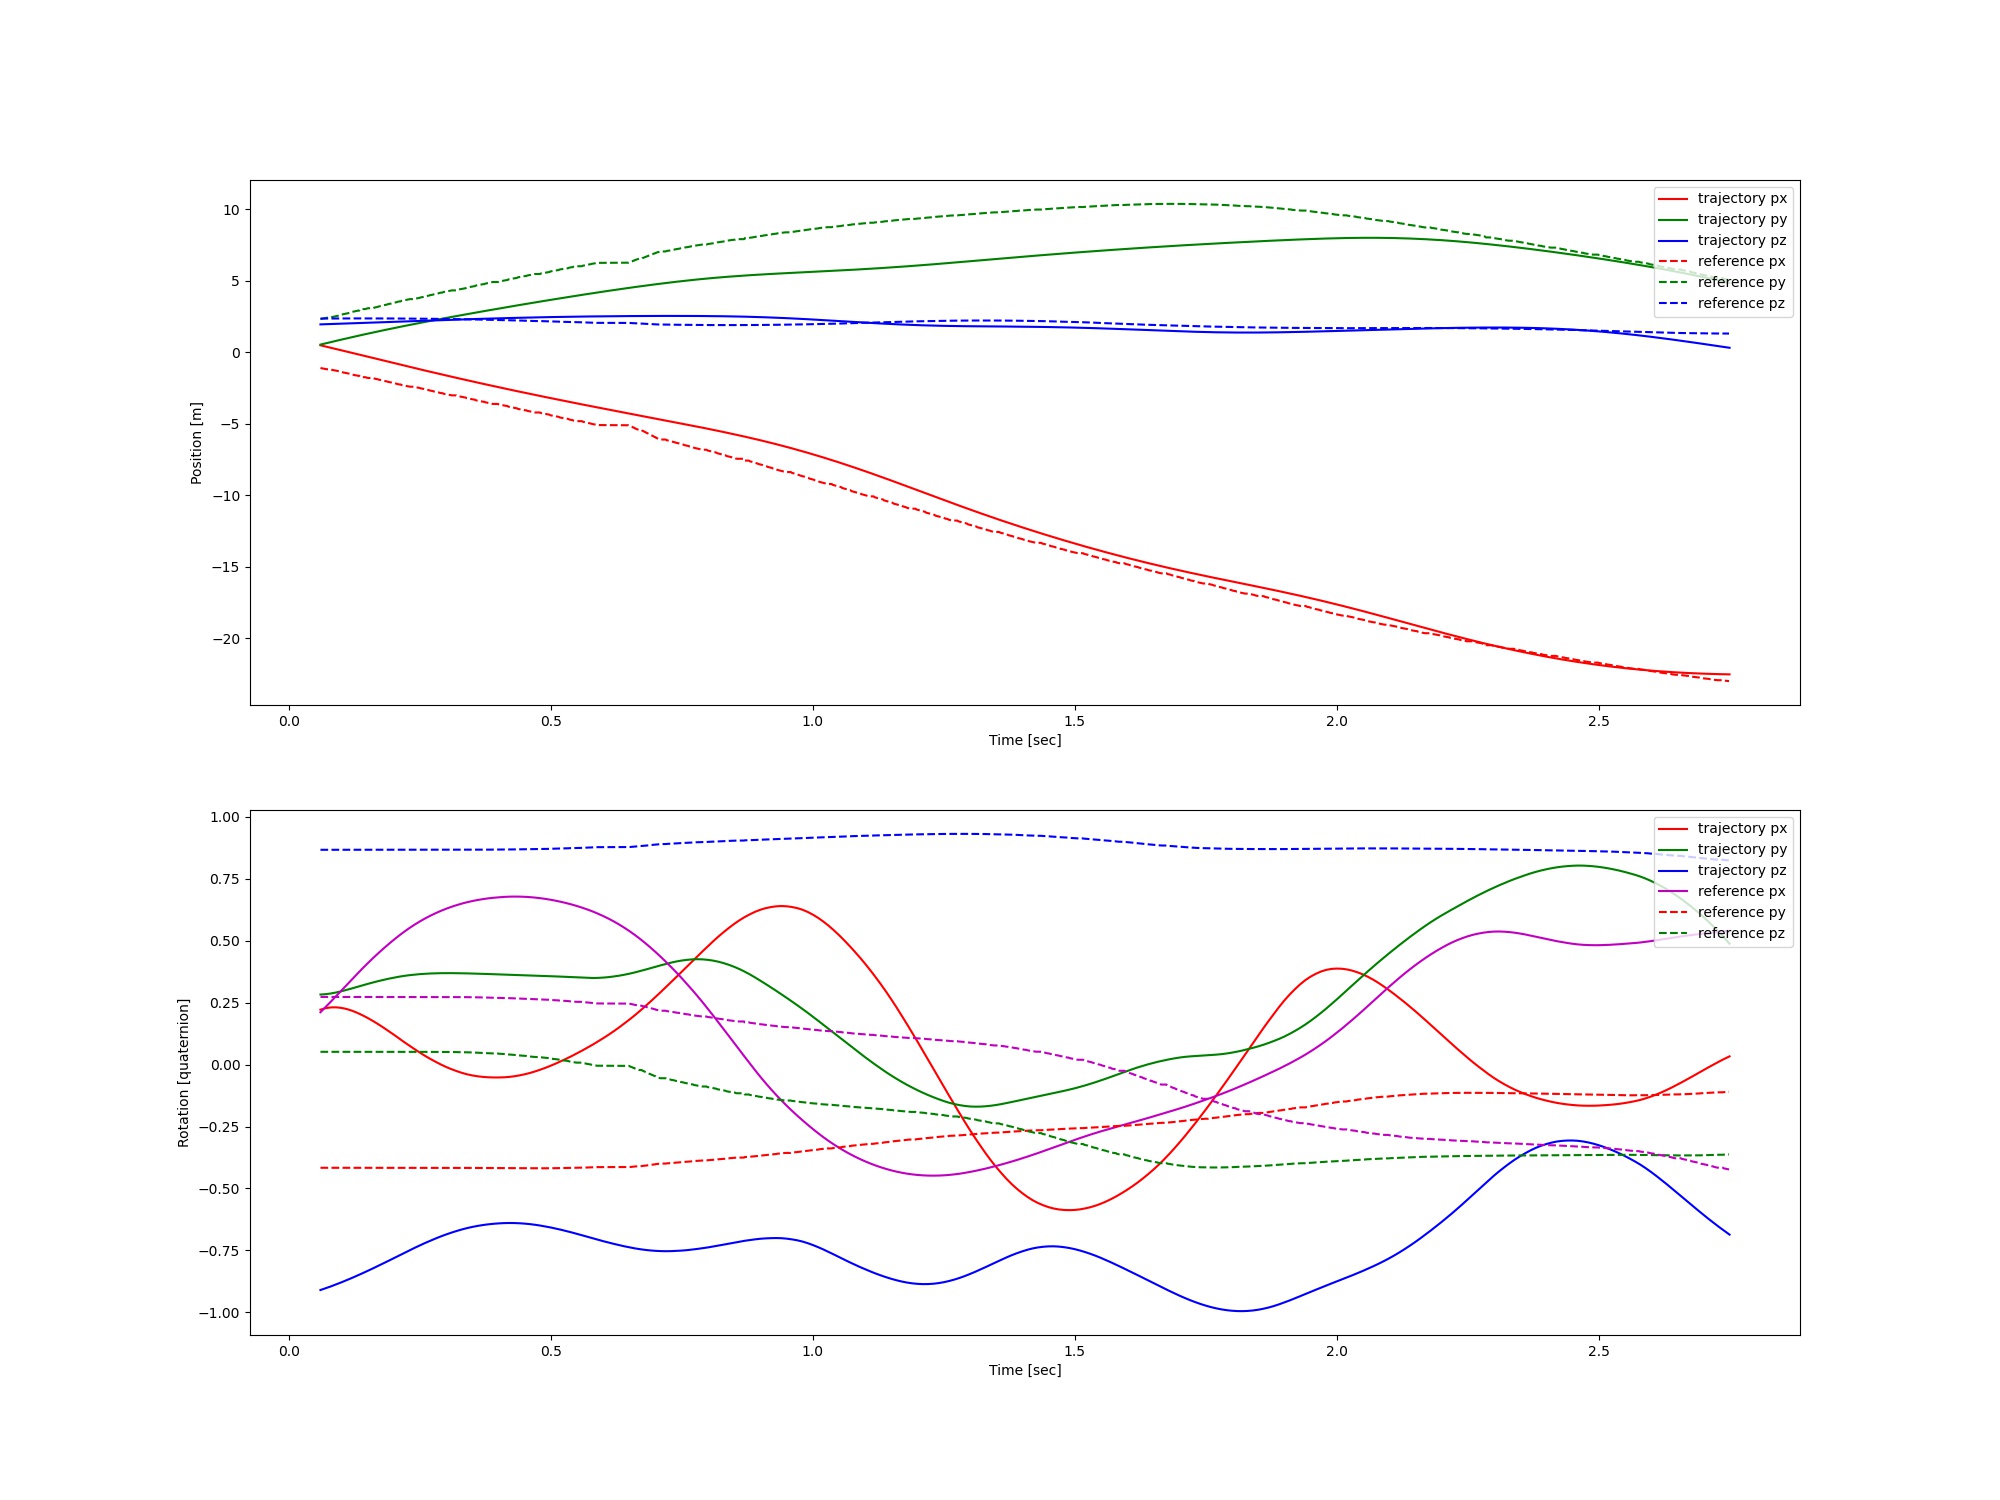 10
5
0
−5
−10
−15
−20
Position [m]
trajectory px
trajectory py
trajectory pz
reference px
reference py
reference pz
0.0 0.5 1.0 1.5 2.0 2.5
Time [sec]
1.00
0.75
0.50
0.25
0.00
−0.25
−0.50
−0.75
−1.00
Rotation [quaternion]
trajectory px
trajectory py
trajectory pz
reference px
reference py
reference pz
0.0 0.5 1.0 1.5 2.0 2.5
Time [sec]